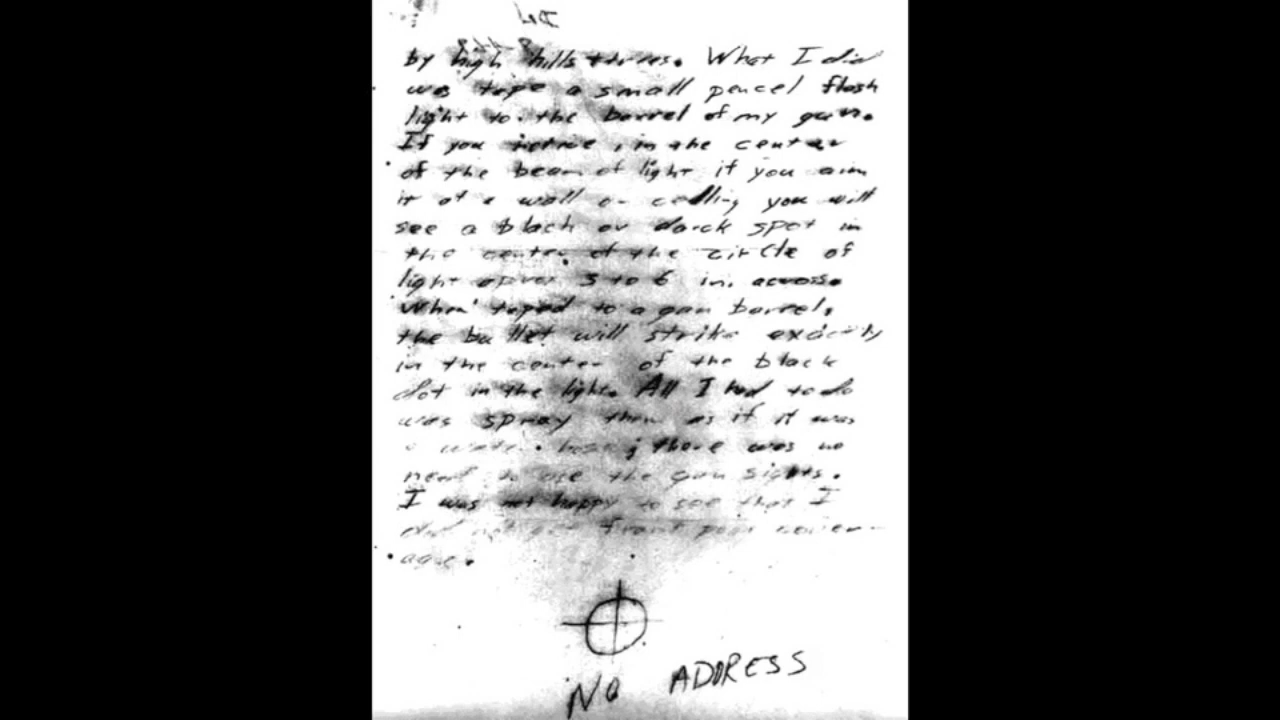 by high hills + trees. What I did
was tape a small pencel flash
light to the barrel of my gun.
If you notice, in the center
of the beam of light if you aim
it at a wall or celling you will
see a black or darck spot in
the center of the circle of
light about 3 to 6 in. across.
When taped to a gun barrel,
the bullet will strike exactly
in the center of the black
dot in the light. All I had to do
was spray them as if it was
a water hose; there was no
need to use the gun sights.
I was not happy to see that I
did not get front page cover-
age.
NO ADDRESS